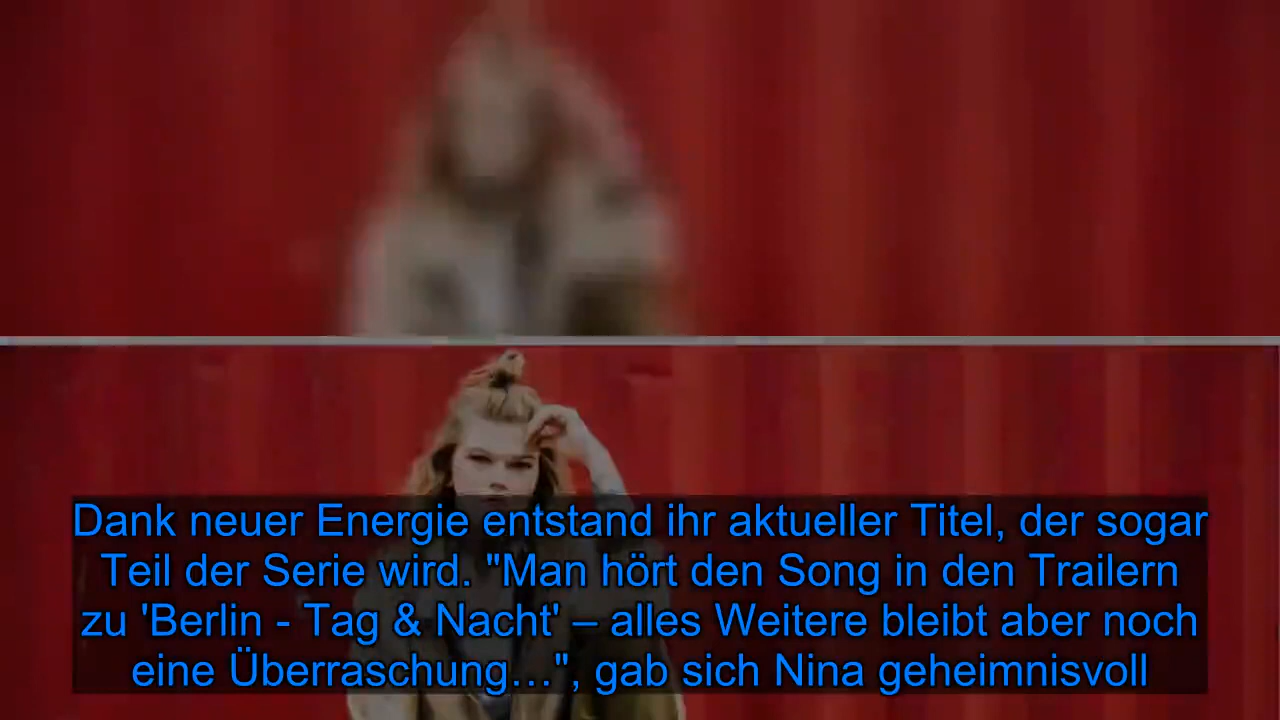 Dank neuer Energie entstand ihr aktueller Titel, der sogar
Teil der Serie wird. "Man hört den Song in den Trailern
zu 'Berlin - Tag & Nacht' – alles Weitere bleibt aber noch
eine Überraschung…", gab sich Nina geheimnisvoll